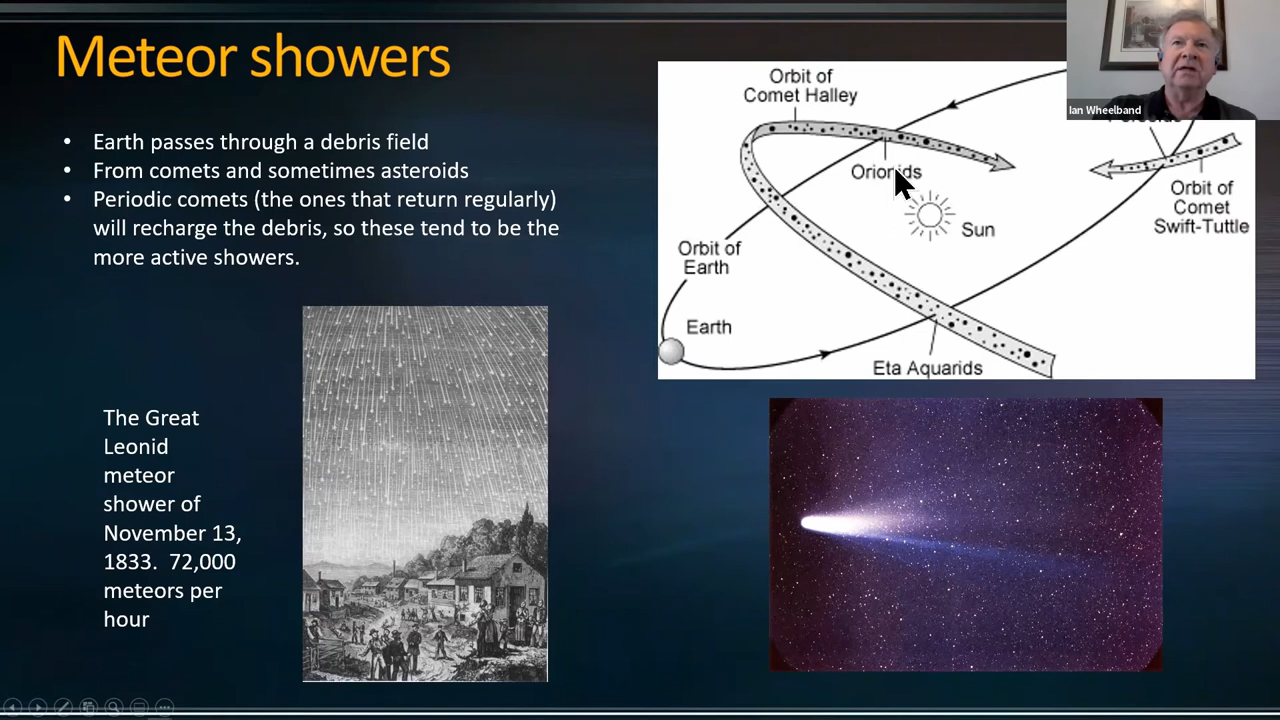 Meteor showers
• Earth passes through a debris field
• From comets and sometimes asteroids
• Periodic comets (the ones that return regularly)
will recharge the debris, so these tend to be the
more active showers.
The Great
Leonid
meteor
shower of
November 13,
1833. 72,000
meteors per
hour
Orbit of
Comet Halley
Orionids
Sun
Orbit of
Earth
Earth
Eta Aquarids
Orbit of
Comet
Swift-Tuttle
Ian Wheelband